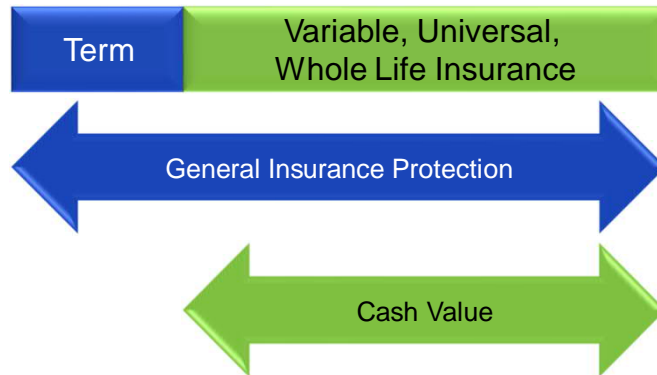 Term
Variable, Universal,
Whole Life Insurance
General Insurance Protection
Cash Value